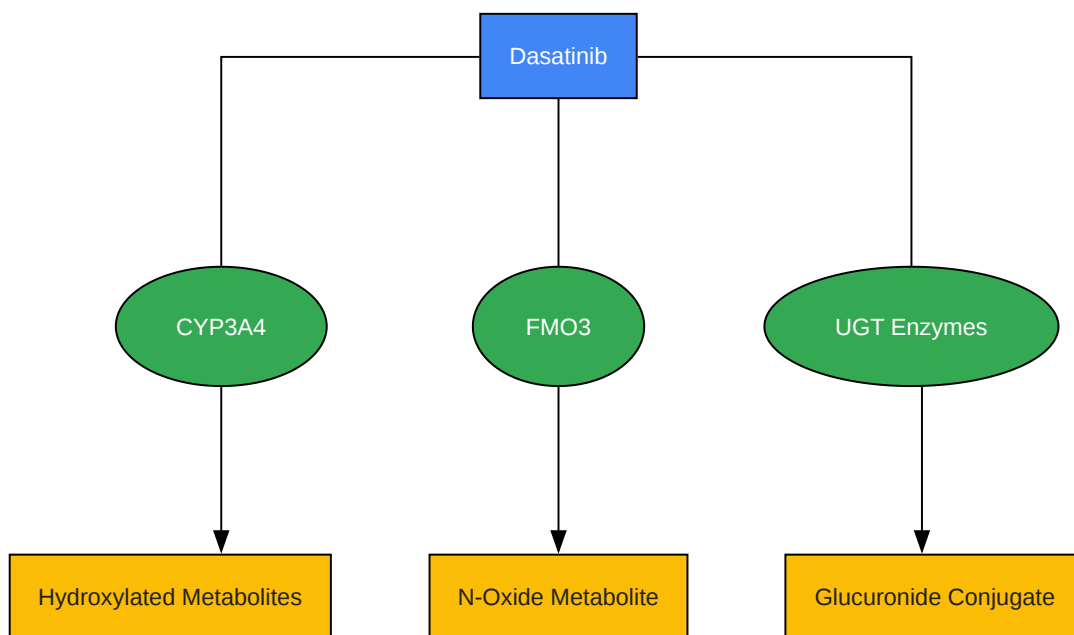 Dasatinib
CYP3A4
FMO3
UGT Enzymes
Hydroxylated Metabolites
N-Oxide Metabolite
Glucuronide Conjugate